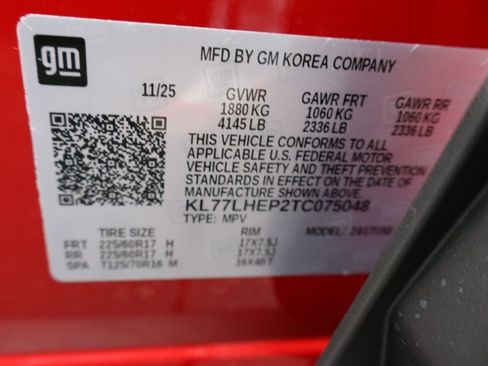 gm
MFD BY GM KOREA COMPANY
11/25 GVWR GAWR FRT GAWR RR
1880 KG 1060 KG 1060 KG
4145 LB 2336 LB 2336 LB
THIS VEHICLE CONFORMS TO ALL
APPLICABLE U.S. FEDERAL MOTOR
VEHICLE SAFETY AND THEFT PREVENTION
STANDARDS IN EFFECT ON THE DATE OF
MANUFACTURE SHOWN ABOVE.
KL77LHEP2TC075048
TYPE: MPV MODEL:
TIRE SIZE RIM
FRT 225/60R17 H 17X7.5J
RR 225/60R17 H 17X7.5J
SPA T125/70R16 M 16X4BT